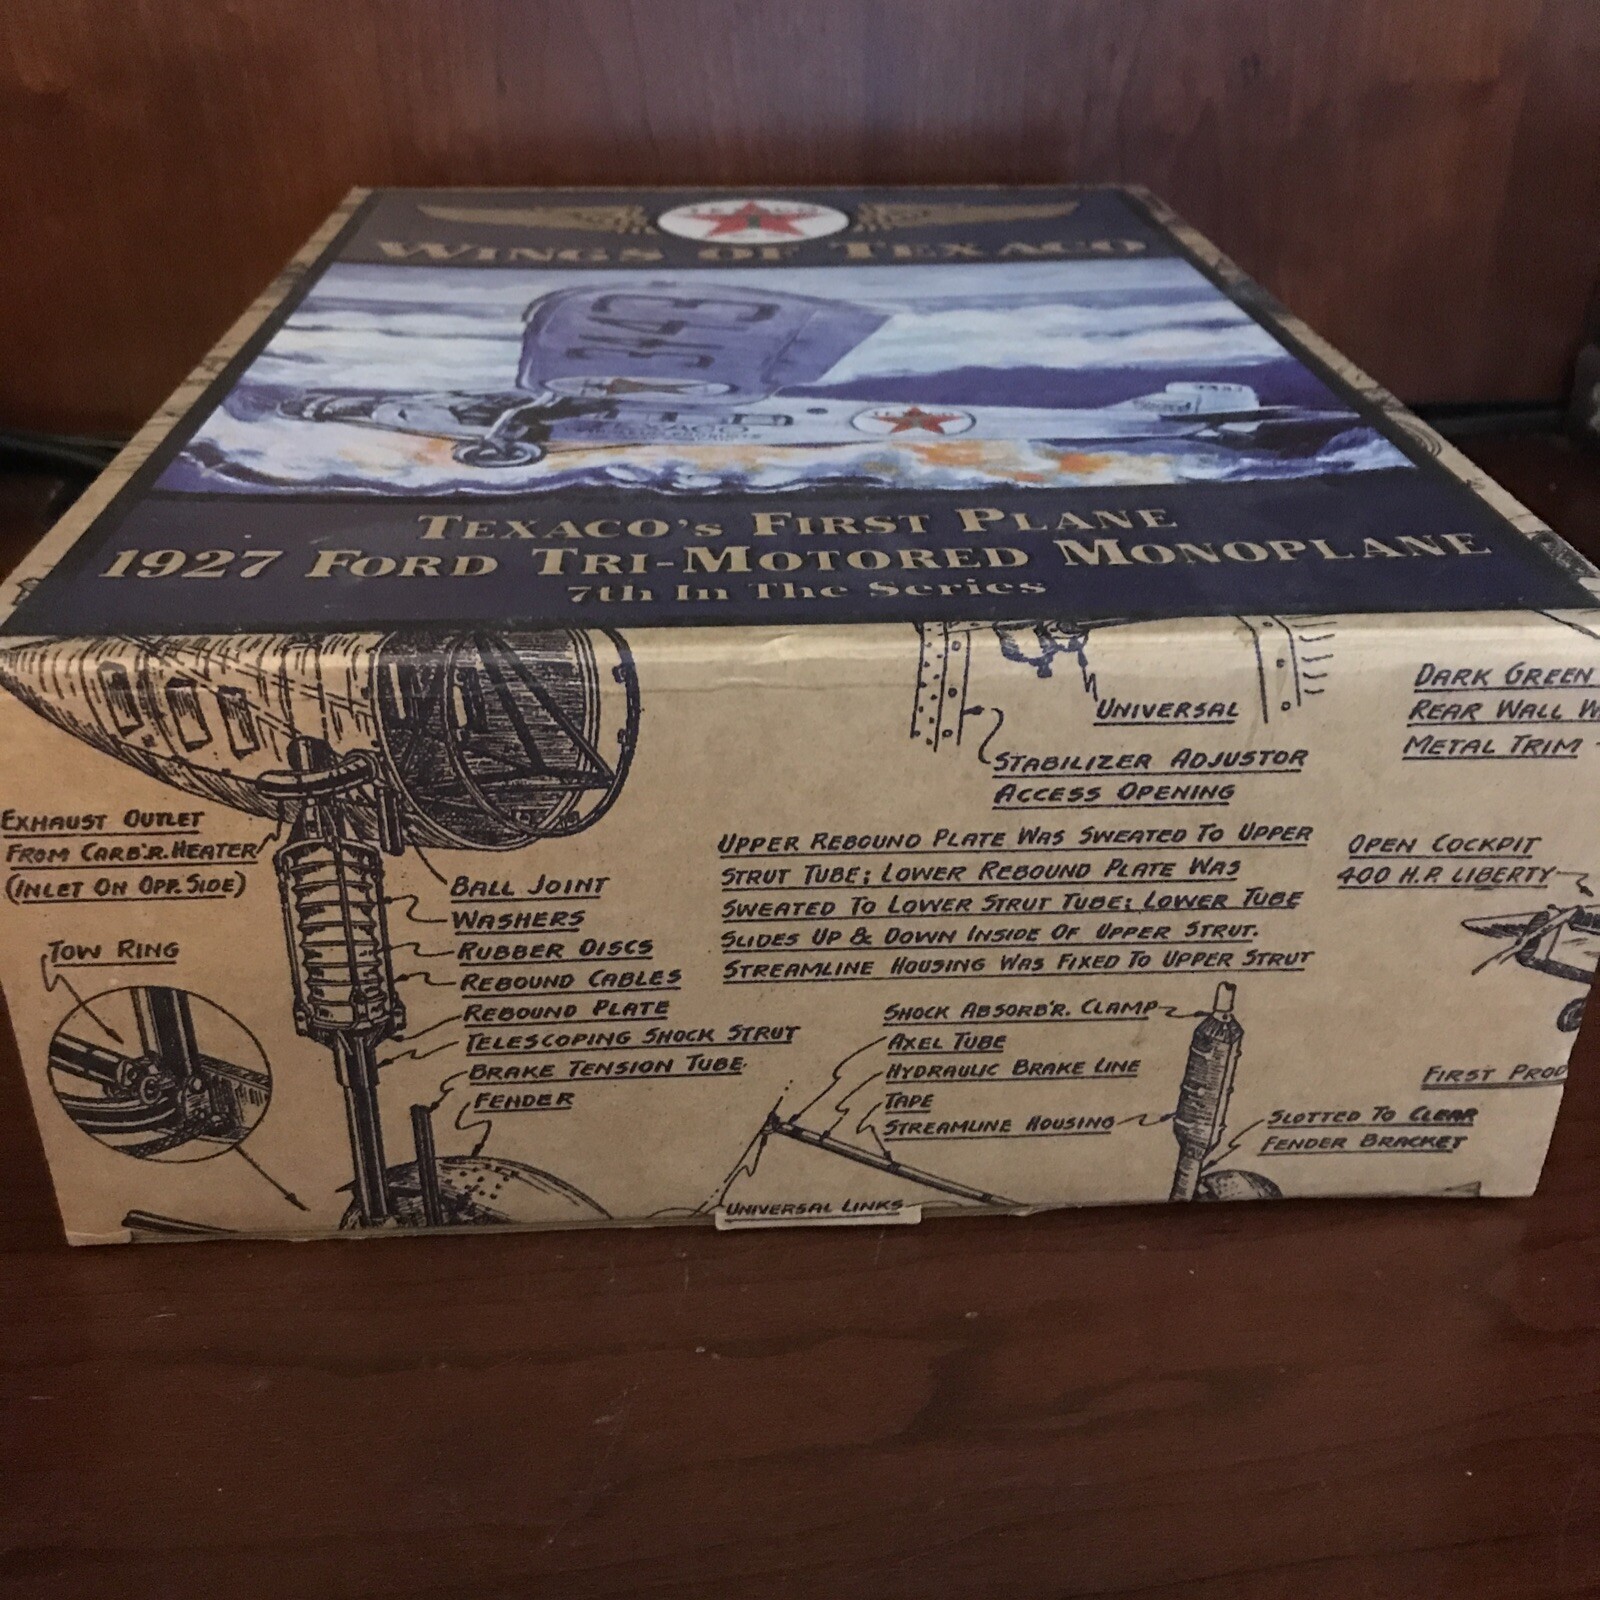 TEXACO
WINGS OF TEXACO
3443
TEXACO
TEXACO
TEXACO'S FIRST PLANE
1927 FORD TRI-MOTORED MONOPLANE
7th In The Series
UNIVERSAL
STABILIZER ADJUSTOR
ACCESS OPENING
DARK GREEN
REAR WALL
METAL TRIM
EXHAUST OUTLET
FROM CARB'R. HEATER
(INLET ON OPP. SIDE)
TOW RING
BALL JOINT
WASHERS
RUBBER DISCS
REBOUND CABLES
REBOUND PLATE
TELESCOPING SHOCK STRUT
BRAKE TENSION TUBE
FENDER
UPPER REBOUND PLATE WAS SWEATED TO UPPER
STRUT TUBE; LOWER REBOUND PLATE WAS
SWEATED TO LOWER STRUT TUBE; LOWER TUBE
SLIDES UP & DOWN INSIDE OF UPPER STRUT.
STREAMLINE HOUSING WAS FIXED TO UPPER STRUT
OPEN COCKPIT
400 H.P. LIBERTY
SHOCK ABSORB'R. CLAMP
AXEL TUBE
HYDRAULIC BRAKE LINE
TAPE
STREAMLINE HOUSING
SLOTTED TO CLEAR
FENDER BRACKET
FIRST PROD
UNIVERSAL LINKS